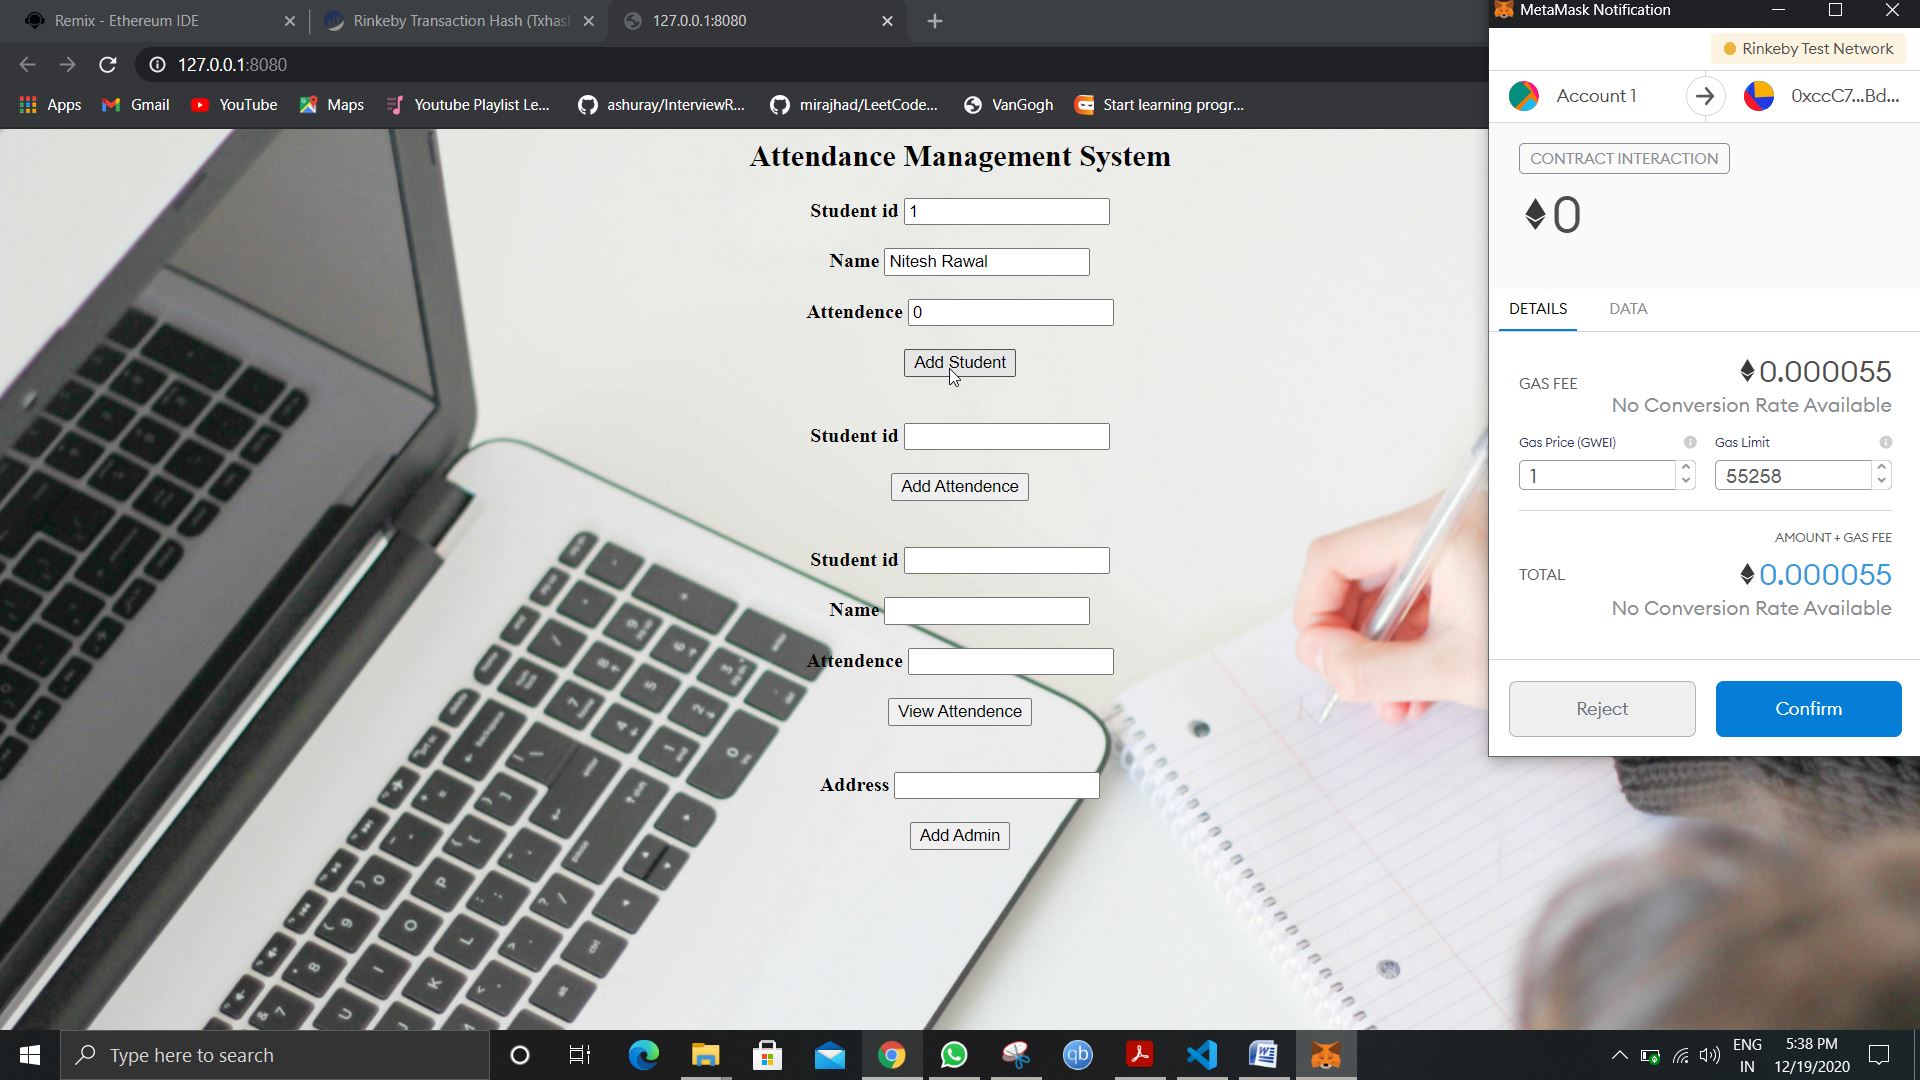 Remix - Ethereum IDE
Rinkeby Transaction Hash (Txhas
127.0.0.1:8080
127.0.0.1:8080
Apps
Gmail
YouTube
Maps
Youtube Playlist Le...
ashuray/InterviewR...
mirajhad/LeetCode...
VanGogh
Start learning progr...
Attendance Management System
Student id 1
Name Nitesh Rawal
Attendence 0
Add Student
Student id
Add Attendence
Student id
Name
Attendence
View Attendence
Address
Add Admin
MetaMask Notification
Rinkeby Test Network
Account 1
0xccC7...Bd...
CONTRACT INTERACTION
0
DETAILS DATA
GAS FEE 0.000055
No Conversion Rate Available
Gas Price (GWEI) Gas Limit
1 55258
AMOUNT + GAS FEE
TOTAL 0.000055
No Conversion Rate Available
Reject Confirm
Type here to search
ENG
IN
5:38 PM
12/19/2020